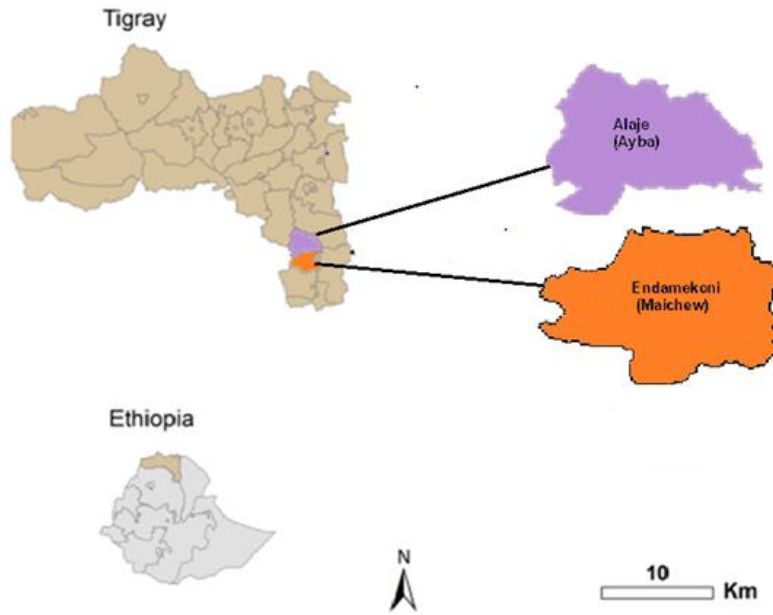 Tigray
Alaje
(Ayba)
Endamekoni
(Maichew)
Ethiopia
N
10
Km